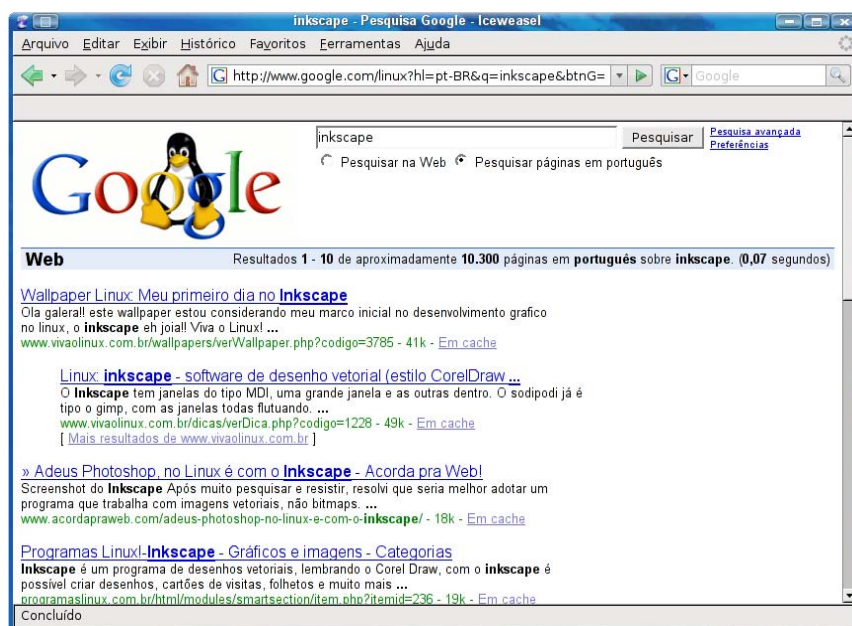 inkscape - Pesquisa Google - Iceweasel
Arquivo Editar Exibir Histórico Favoritos Ferramentas Ajuda
G http://www.google.com/linux?hl=pt-BR&q=inkscape&btnG= G Google
Google
inkscape Pesquisar Pesquisa avançada
Preferências
Pesquisar na Web Pesquisar páginas em português
Web Resultados 1 - 10 de aproximadamente 10.300 páginas em português sobre inkscape. (0,07 segundos)
Wallpaper Linux: Meu primeiro dia no Inkscape
Ola galera!! este wallpaper estou considerando meu marco inicial no desenvolvimento grafico
no linux, o inkscape eh joia!! Viva o Linux! ...
www.vivaolinux.com.br/wallpapers/verWallpaper.php?codigo=3785 - 41k - Em cache
Linux: inkscape - software de desenho vetorial (estilo CorelDraw ...
O Inkscape tem janelas do tipo MDI, uma grande janela e as outras dentro. O sodipodi já é
tipo o gimp, com as janelas todas flutuando. ...
www.vivaolinux.com.br/dicas/verDica.php?codigo=1228 - 49k - Em cache
[ Mais resultados de www.vivaolinux.com.br ]
» Adeus Photoshop, no Linux é com o Inkscape - Acorda pra Web!
Screenshot do Inkscape Após muito pesquisar e resistir, resolvi que seria melhor adotar um
programa que trabalha com imagens vetoriais, não bitmaps. ...
www.acordapraweb.com/adeus-photoshop-no-linux-e-com-o-inkscape/ - 18k - Em cache
Programas Linux!-Inkscape - Gráficos e imagens - Categorias
Inkscape é um programa de desenhos vetoriais, lembrando o Corel Draw, com o inkscape é
possível criar desenhos, cartões de visitas, folhetos e muito mais ...
programaslinux.com.br/html/modules/smartsection/item.php?itemid=236 - 19k - Em cache
Concluído